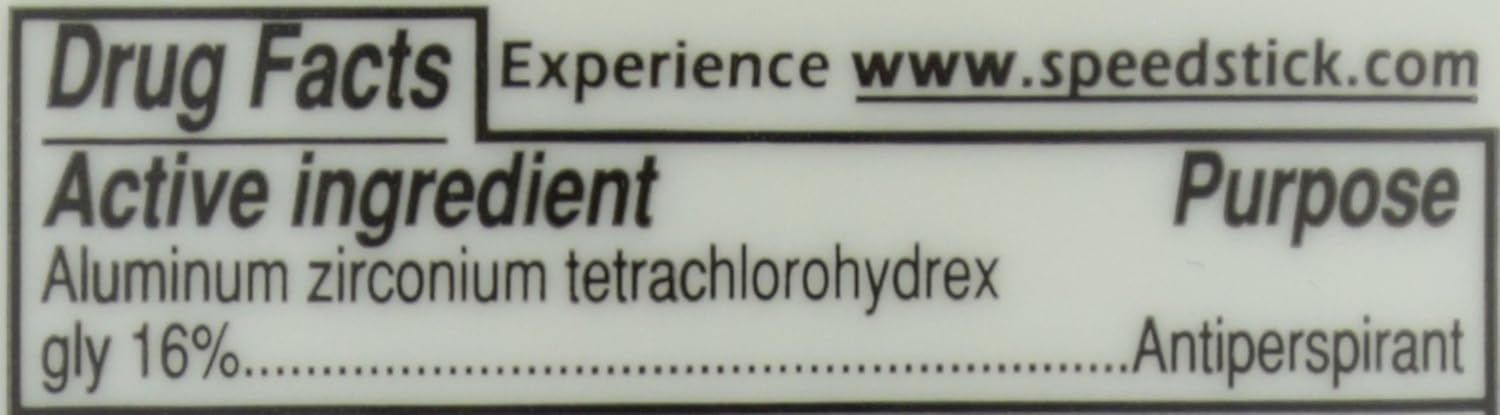 Drug Facts Experience www.speedstick.com
Active ingredient Purpose
Aluminum zirconium tetrachlorohydrex
gly 16%..........................................................Antiperspirant